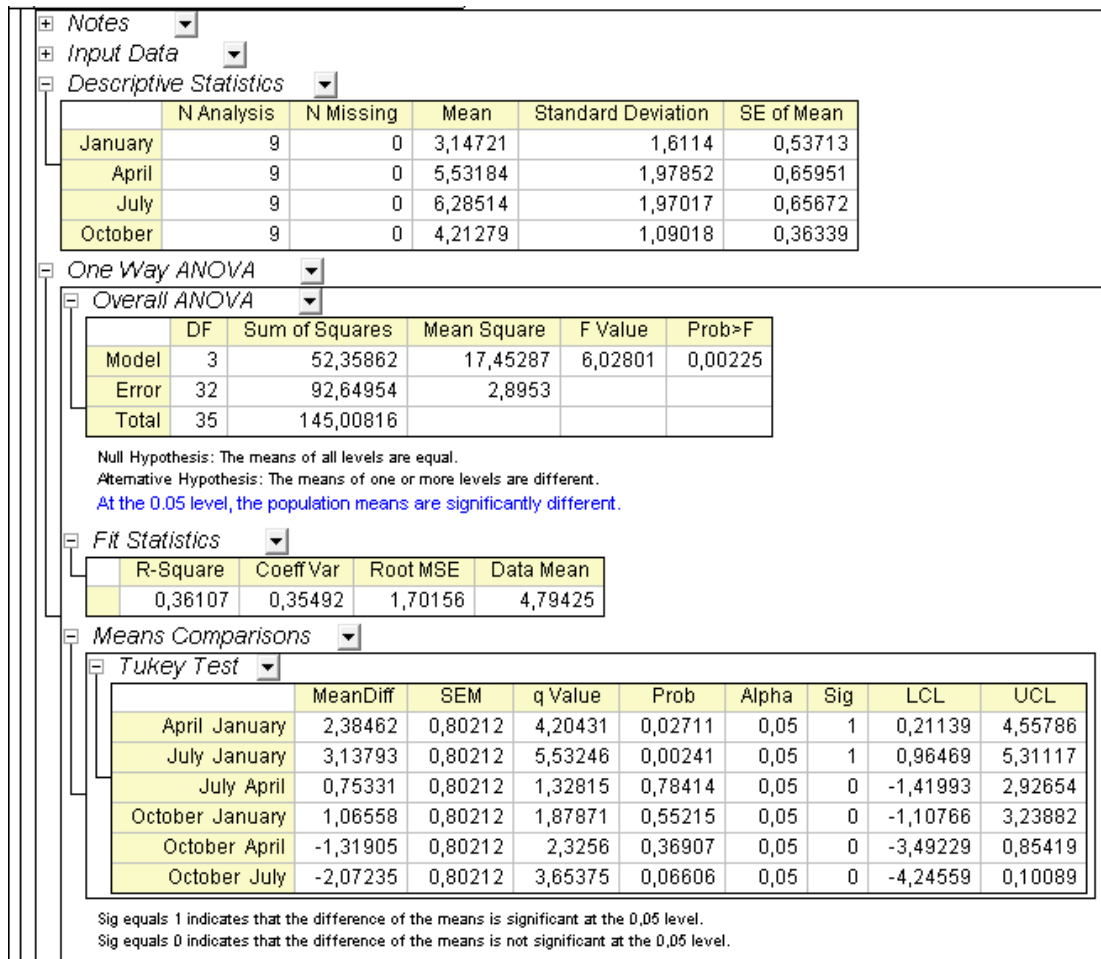 Notes
Input Data
Descriptive Statistics
N Analysis N Missing Mean Standard Deviation SE of Mean
January 9 0 3,14721 1,6114 0,53713
April 9 0 5,53184 1,97852 0,65951
July 9 0 6,28514 1,97017 0,65672
October 9 0 4,21279 1,09018 0,36339
One Way ANOVA
Overall ANOVA
DF Sum of Squares Mean Square F Value Prob>F
Model 3 52,35862 17,45287 6,02801 0,00225
Error 32 92,64954 2,8953
Total 35 145,00816
Null Hypothesis: The means of all levels are equal.
Alternative Hypothesis: The means of one or more levels are different.
At the 0.05 level, the population means are significantly different.
Fit Statistics
R-Square Coeff Var Root MSE Data Mean
0,36107 0,35492 1,70156 4,79425
Means Comparisons
Tukey Test
MeanDiff SEM q Value Prob Alpha Sig LCL UCL
April January 2,38462 0,80212 4,20431 0,02711 0,05 1 0,21139 4,55786
July January 3,13793 0,80212 5,53246 0,00241 0,05 1 0,96469 5,31117
July April 0,75331 0,80212 1,32815 0,78414 0,05 0 -1,41993 2,92654
October January 1,06558 0,80212 1,87871 0,55215 0,05 0 -1,10766 3,23882
October April -1,31905 0,80212 2,3256 0,36907 0,05 0 -3,49229 0,85419
October July -2,07235 0,80212 3,65375 0,06606 0,05 0 -4,24559 0,10089
Sig equals 1 indicates that the difference of the means is significant at the 0,05 level.
Sig equals 0 indicates that the difference of the means is not significant at the 0,05 level.